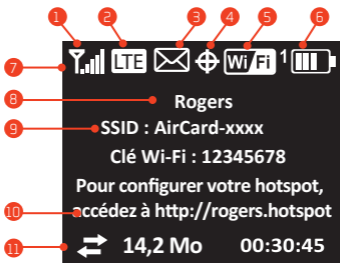 1 2 3 4 5 6
LTE Wi Fi 1
7
8 Rogers
9 SSID : AirCard-xxxx
Clé Wi-Fi : 12345678
Pour configurer votre hotspot,
10 accédez à http://rogers.hotspot
11 14,2 Mo 00:30:45